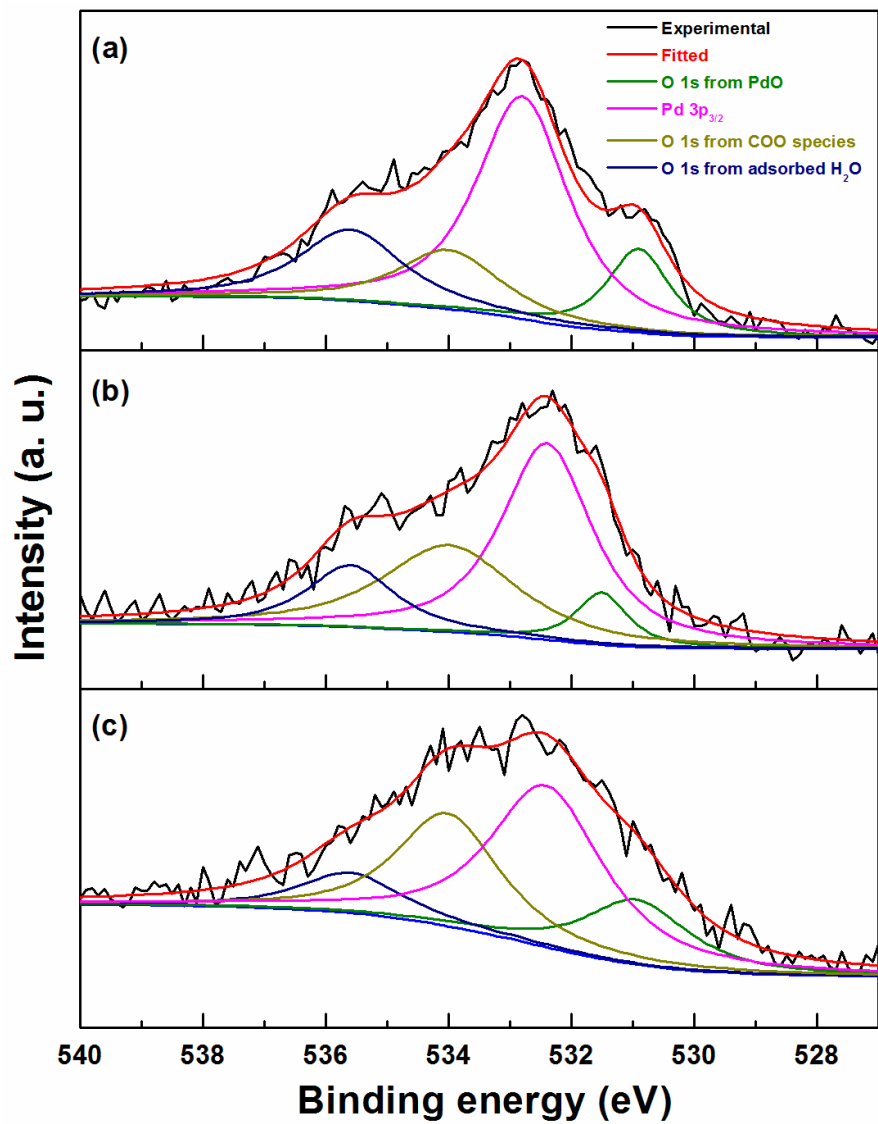 (a)
Experimental
Fitted
O 1s from PdO
Pd 3p3/2
O 1s from COO species
O 1s from adsorbed H2O
(b)
(c)
Intensity (a. u.)
540 538 536 534 532 530 528
Binding energy (eV)